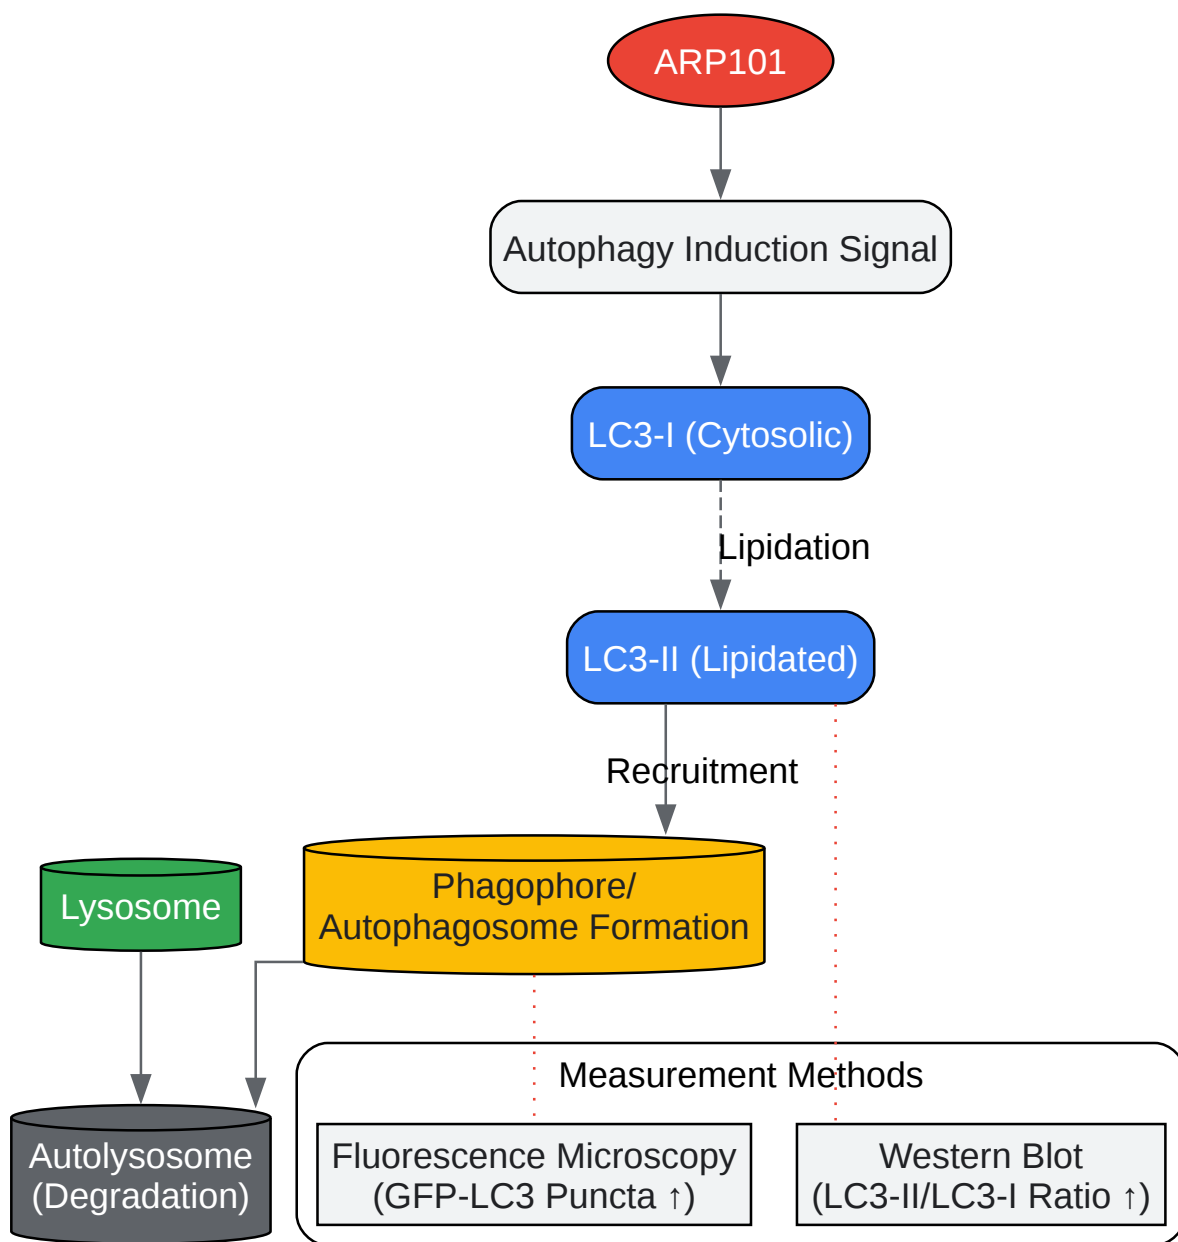 ARP101
Autophagy Induction Signal
LC3-I (Cytosolic)
Lipidation
LC3-II (Lipidated)
Recruitment
Phagophore/
Autophagosome Formation
Lysosome
Measurement Methods
Autolysosome
(Degradation)
Fluorescence Microscopy
(GFP-LC3 Puncta ↑)
Western Blot
(LC3-II/LC3-I Ratio ↑)